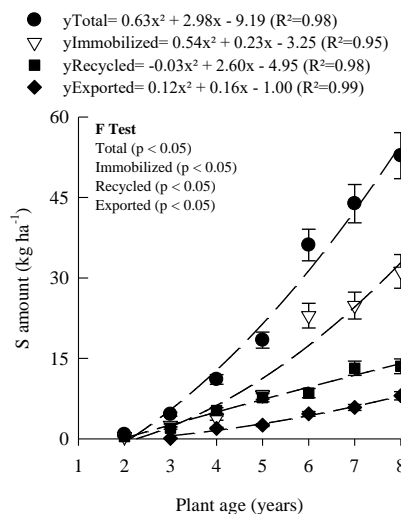 yTotal= 0.63x² + 2.98x - 9.19 (R²=0.98)
yImmobilized= 0.54x² + 0.23x - 3.25 (R²=0.95)
yRecycled= -0.03x² + 2.60x - 4.95 (R²=0.98)
yExported= 0.12x² + 0.16x - 1.00 (R²=0.99)
60
F Test
Total (p < 0.05)
Immobilized (p < 0.05)
Recycled (p < 0.05)
Exported (p < 0.05)
45
30
15
0
S amount (kg ha⁻¹)
1 2 3 4 5 6 7 8
Plant age (years)